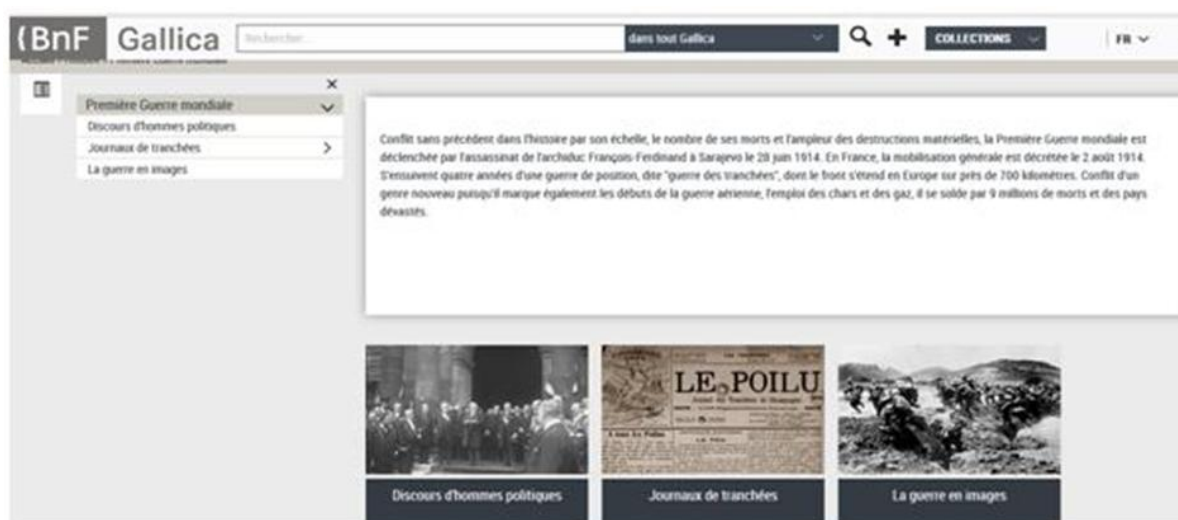 {BnF Gallica
Rechercher...
dans tout Gallica
COLLECTIONS
FR
Première Guerre mondiale
Discours d'hommes politiques
Journaux de tranchées
La guerre en images
Conflit sans précédent dans l'histoire par son échelle, le nombre de ses morts et l'ampleur des destructions matérielles, la Première Guerre mondiale est
déclenchée par l'assassinat de l'archiduc François-Ferdinand à Sarajevo le 28 juin 1914. En France, la mobilisation générale est décrétée le 2 août 1914.
S'ensuivent quatre années d'une guerre de position, dite "guerre des tranchées", dont le front s'étend en Europe sur près de 700 kilomètres. Conflit d'un
genre nouveau puisqu'il marque également les débuts de la guerre aérienne, l'emploi des chars et des gaz, il se solde par 9 millions de morts et des pays
dévastés.
LE POILU
A tous les Poilus
Discours d'hommes politiques
Journaux de tranchées
La guerre en images